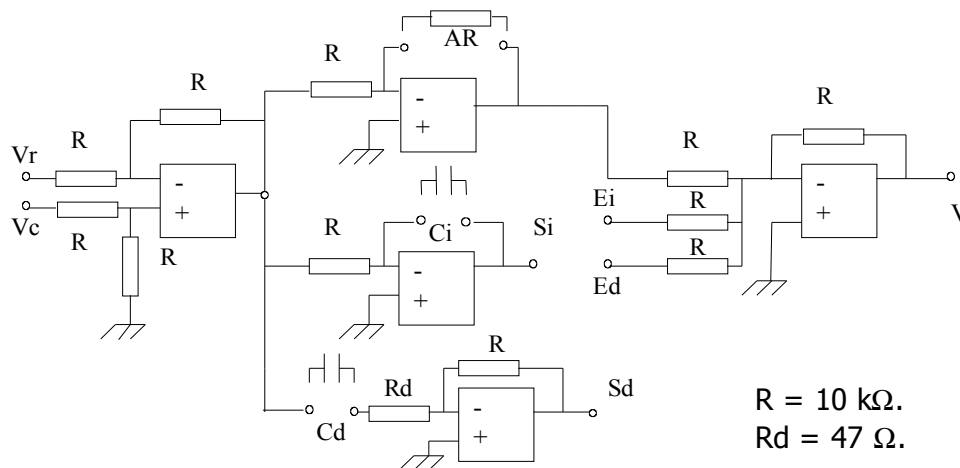 AR
R
R
-
+
R
R
R
Vr
-
+
Vc
R
R
R
Ci
-
+
Si
Ei
R
Ed
R
-
+
V
Cd
Rd
R
-
+
Sd
R = 10 kΩ.
Rd = 47 Ω.